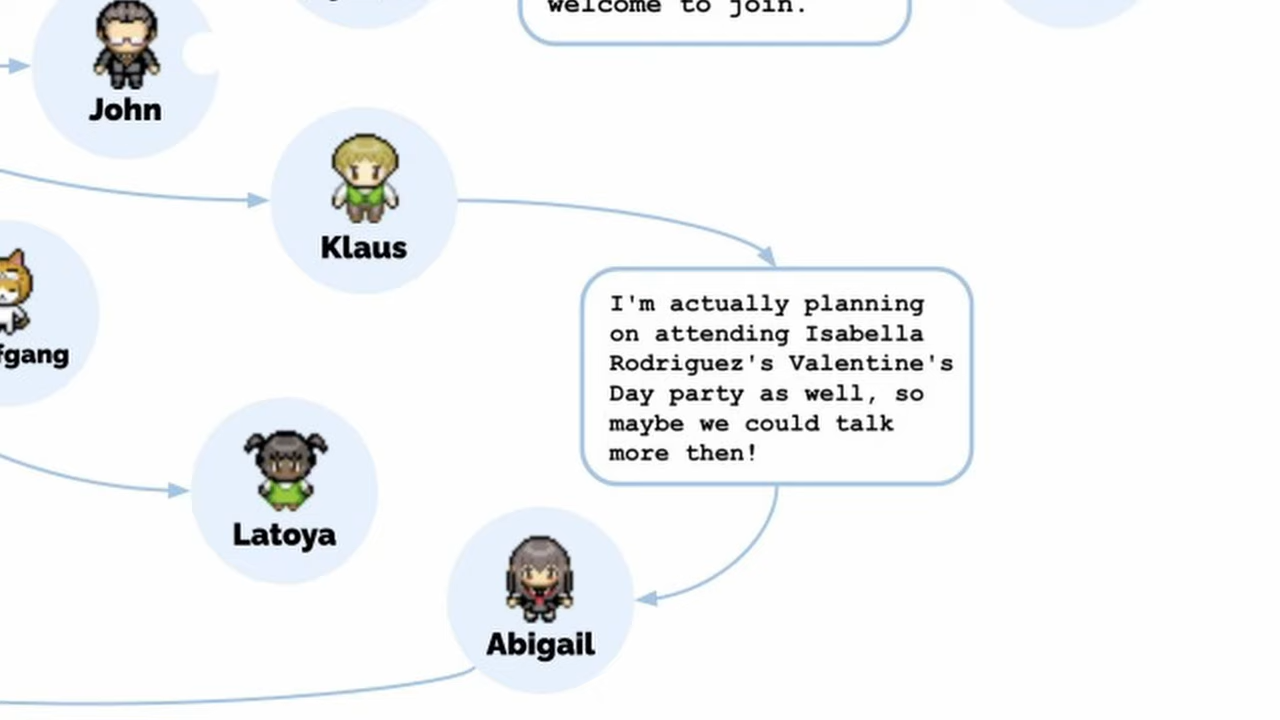 welcome to join.
John
Klaus
I'm actually planning
on attending Isabella
Rodriguez's Valentine's
Day party as well, so
maybe we could talk
more then!
fgang
Latoya
Abigail